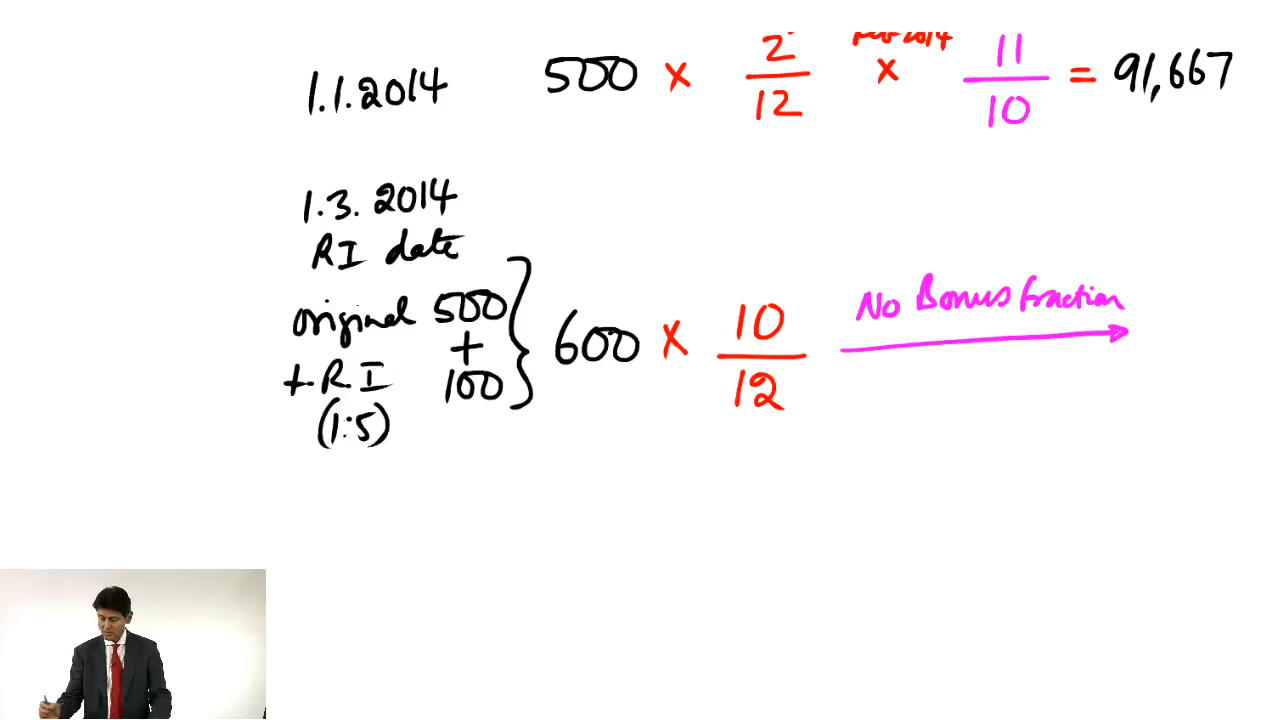 1.1.2014 500 × 2/12 × 11/10 = 91,667
1.3.2014
RI date
original 500
+
+ R.I 100
(1:5)
600 × 10/12 No Bonus fraction